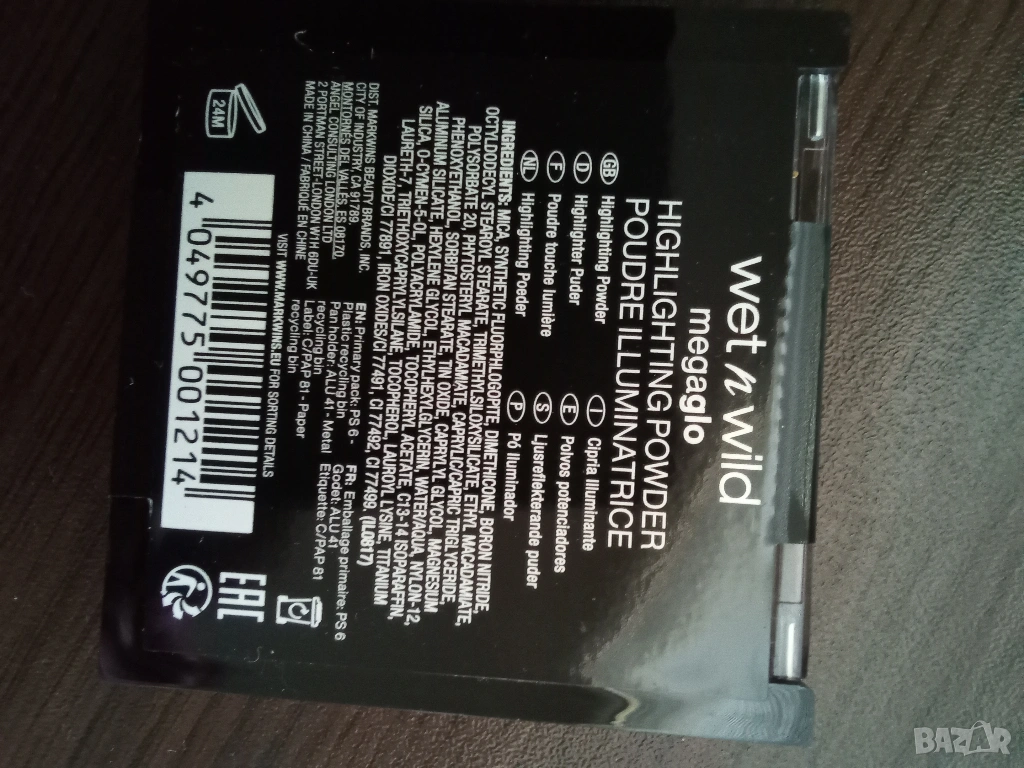 wet n wild
megaglo
HIGHLIGHTING POWDER
POUDRE ILLUMINATRICE
GB Highlighting Powder
D Highlighter Puder
F Poudre touche lumière
NL Highlighting Poeder
I Cipria Illuminante
E Polvos potenciadores
S Ljusreflekterande puder
P Pó Iluminador
INGREDIENTS: MICA, SYNTHETIC FLUORPHLOGOPITE, DIMETHICONE, BORON NITRIDE,
OCTYLDODECYL STEAROYL STEARATE, TRIMETHYLSILOXYSILICATE, ETHYL MACADAMIATE,
POLYSORBATE 20, PHYTOSTERYL MACADAMIATE, CAPRYLIC/CAPRIC TRIGLYCERIDE,
PHENOXYETHANOL, SORBITAN STEARATE, TIN OXIDE, CAPRYLYL GLYCOL, MAGNESIUM
ALUMINUM SILICATE, HEXYLENE GLYCOL, ETHYLHEXYLGLYCERIN, WATER/AQUA, NYLON-12,
SILICA, O-CYMEN-5-OL, POLYACRYLAMIDE, TOCOPHERYL ACETATE, C13-14 ISOPARAFFIN,
LAURETH-7, TRIETHOXYCAPRYLYLSILANE, TOCOPHEROL, LAUROYL LYSINE, TITANIUM
DIOXIDE/CI 77891, IRON OXIDES/CI 77491, CI 77492, CI 77499. (IL0817)
DIST. MARKWINS BEAUTY BRANDS, INC.
CITY OF INDUSTRY, CA 91789.
MONTORNÈS DEL VALLÈS, ES 08170.
ANGEL CONSULTING LONDON LTD
2 PORTMAN STREET-LONDON W1H 6DU-UK
MADE IN CHINA / FABRIQUÉ EN CHINE
EN: Primary pack: PS 6 -
Plastic recycling bin
Pan holder: ALU 41 - Metal
recycling bin
Label: C/PAP 81 - Paper
recycling bin
FR: Emballage primaire: PS 6
Godet: ALU 41
Etiquette: C/PAP 81
VISIT WWW.MARKWINS.EU FOR SORTING DETAILS
24M
4 049775 001214
EAC
BAZAR